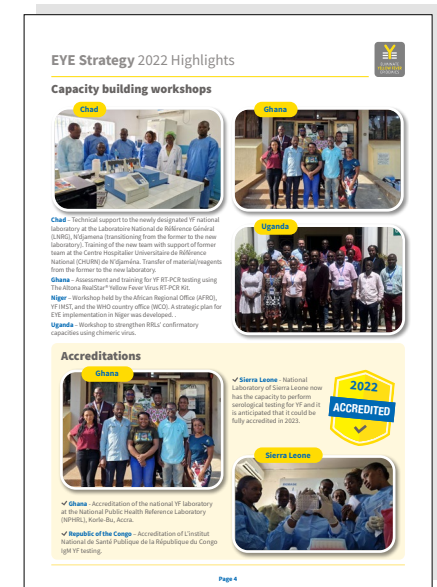 EYE Strategy 2022 Highlights
ELIMINATE
YELLOW FEVER
EPIDEMICS
Capacity building workshops
Chad
Ghana
Uganda
Chad – Technical support to the newly designated YF national
laboratory at the Laboratoire National de Référence Général
(LNRG), N'djamena (transitioning from the former to the new
laboratory). Training of the new team with support of former
team at the Centre Hospitalier Universitaire de Référence
National (CHURN) de N'djaména. Transfer of material/reagents
from the former to the new laboratory.
Ghana – Assessment and training for YF RT-PCR testing using
The Altona RealStar® Yellow Fever Virus RT-PCR Kit.
Niger – Workshop held by the African Regional Office (AFRO),
YF IMST, and the WHO country office (WCO). A strategic plan for
EYE implementation in Niger was developed. .
Uganda – Workshop to strengthen RRLs' confirmatory
capacities using chimeric virus.
Accreditations
Ghana
✓ Sierra Leone – National
Laboratory of Sierra Leone now
has the capacity to perform
serological testing for YF and it
is anticipated that it could be
fully accredited in 2023.
2022
ACCREDITED
Sierra Leone
✓ Ghana – Accreditation of the national YF laboratory
at the National Public Health Reference Laboratory
(NPHRL), Korle-Bu, Accra.
✓ Republic of the Congo – Accreditation of L'institut
National de Santé Publique de la République du Congo
IgM YF testing.
Page 4